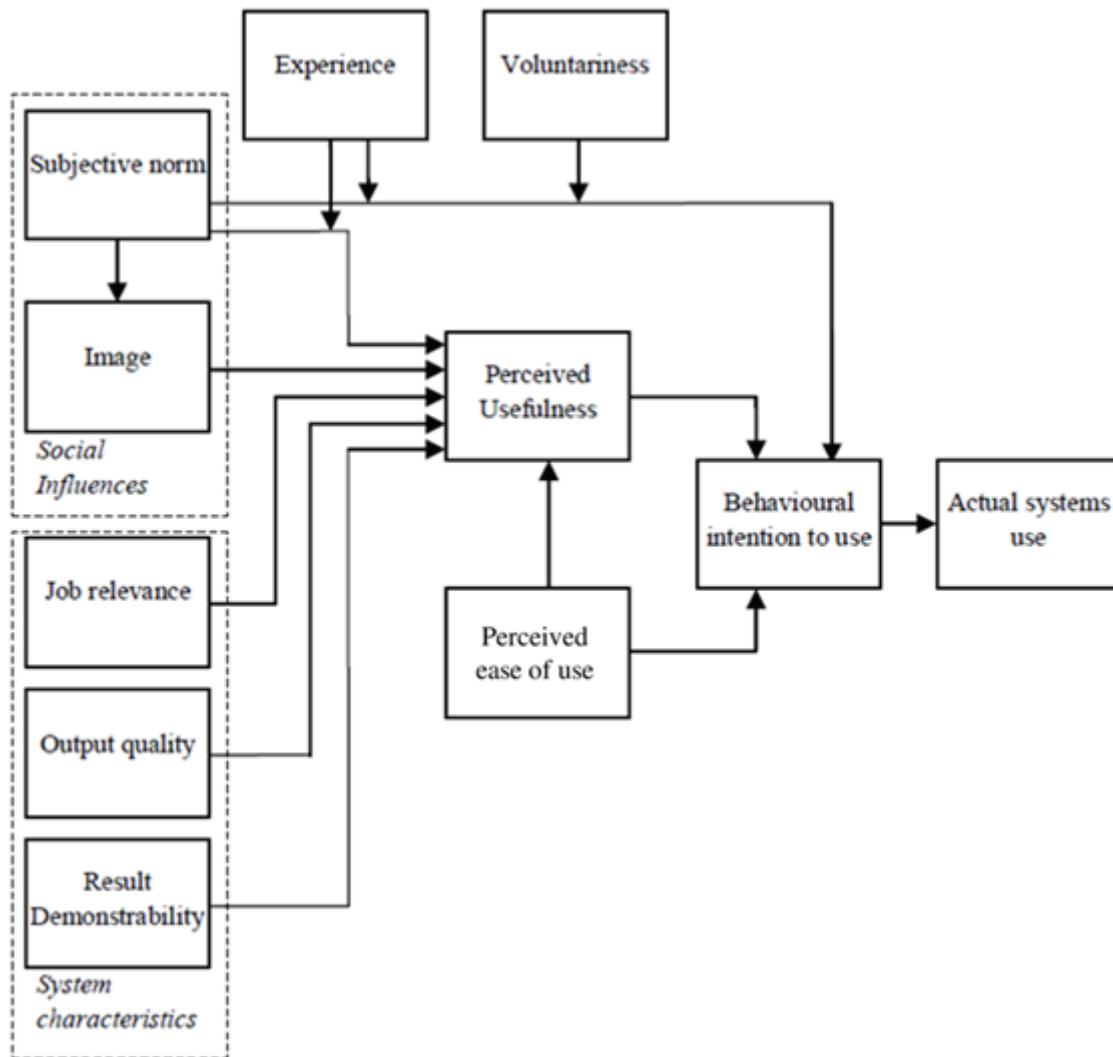 Experience
Voluntariness
Subjective norm
Image
Social
Influences
Perceived
Usefulness
Behavioural
intention to use
Actual systems
use
Job relevance
Perceived
ease of use
Output quality
Result
Demonstrability
System
characteristics